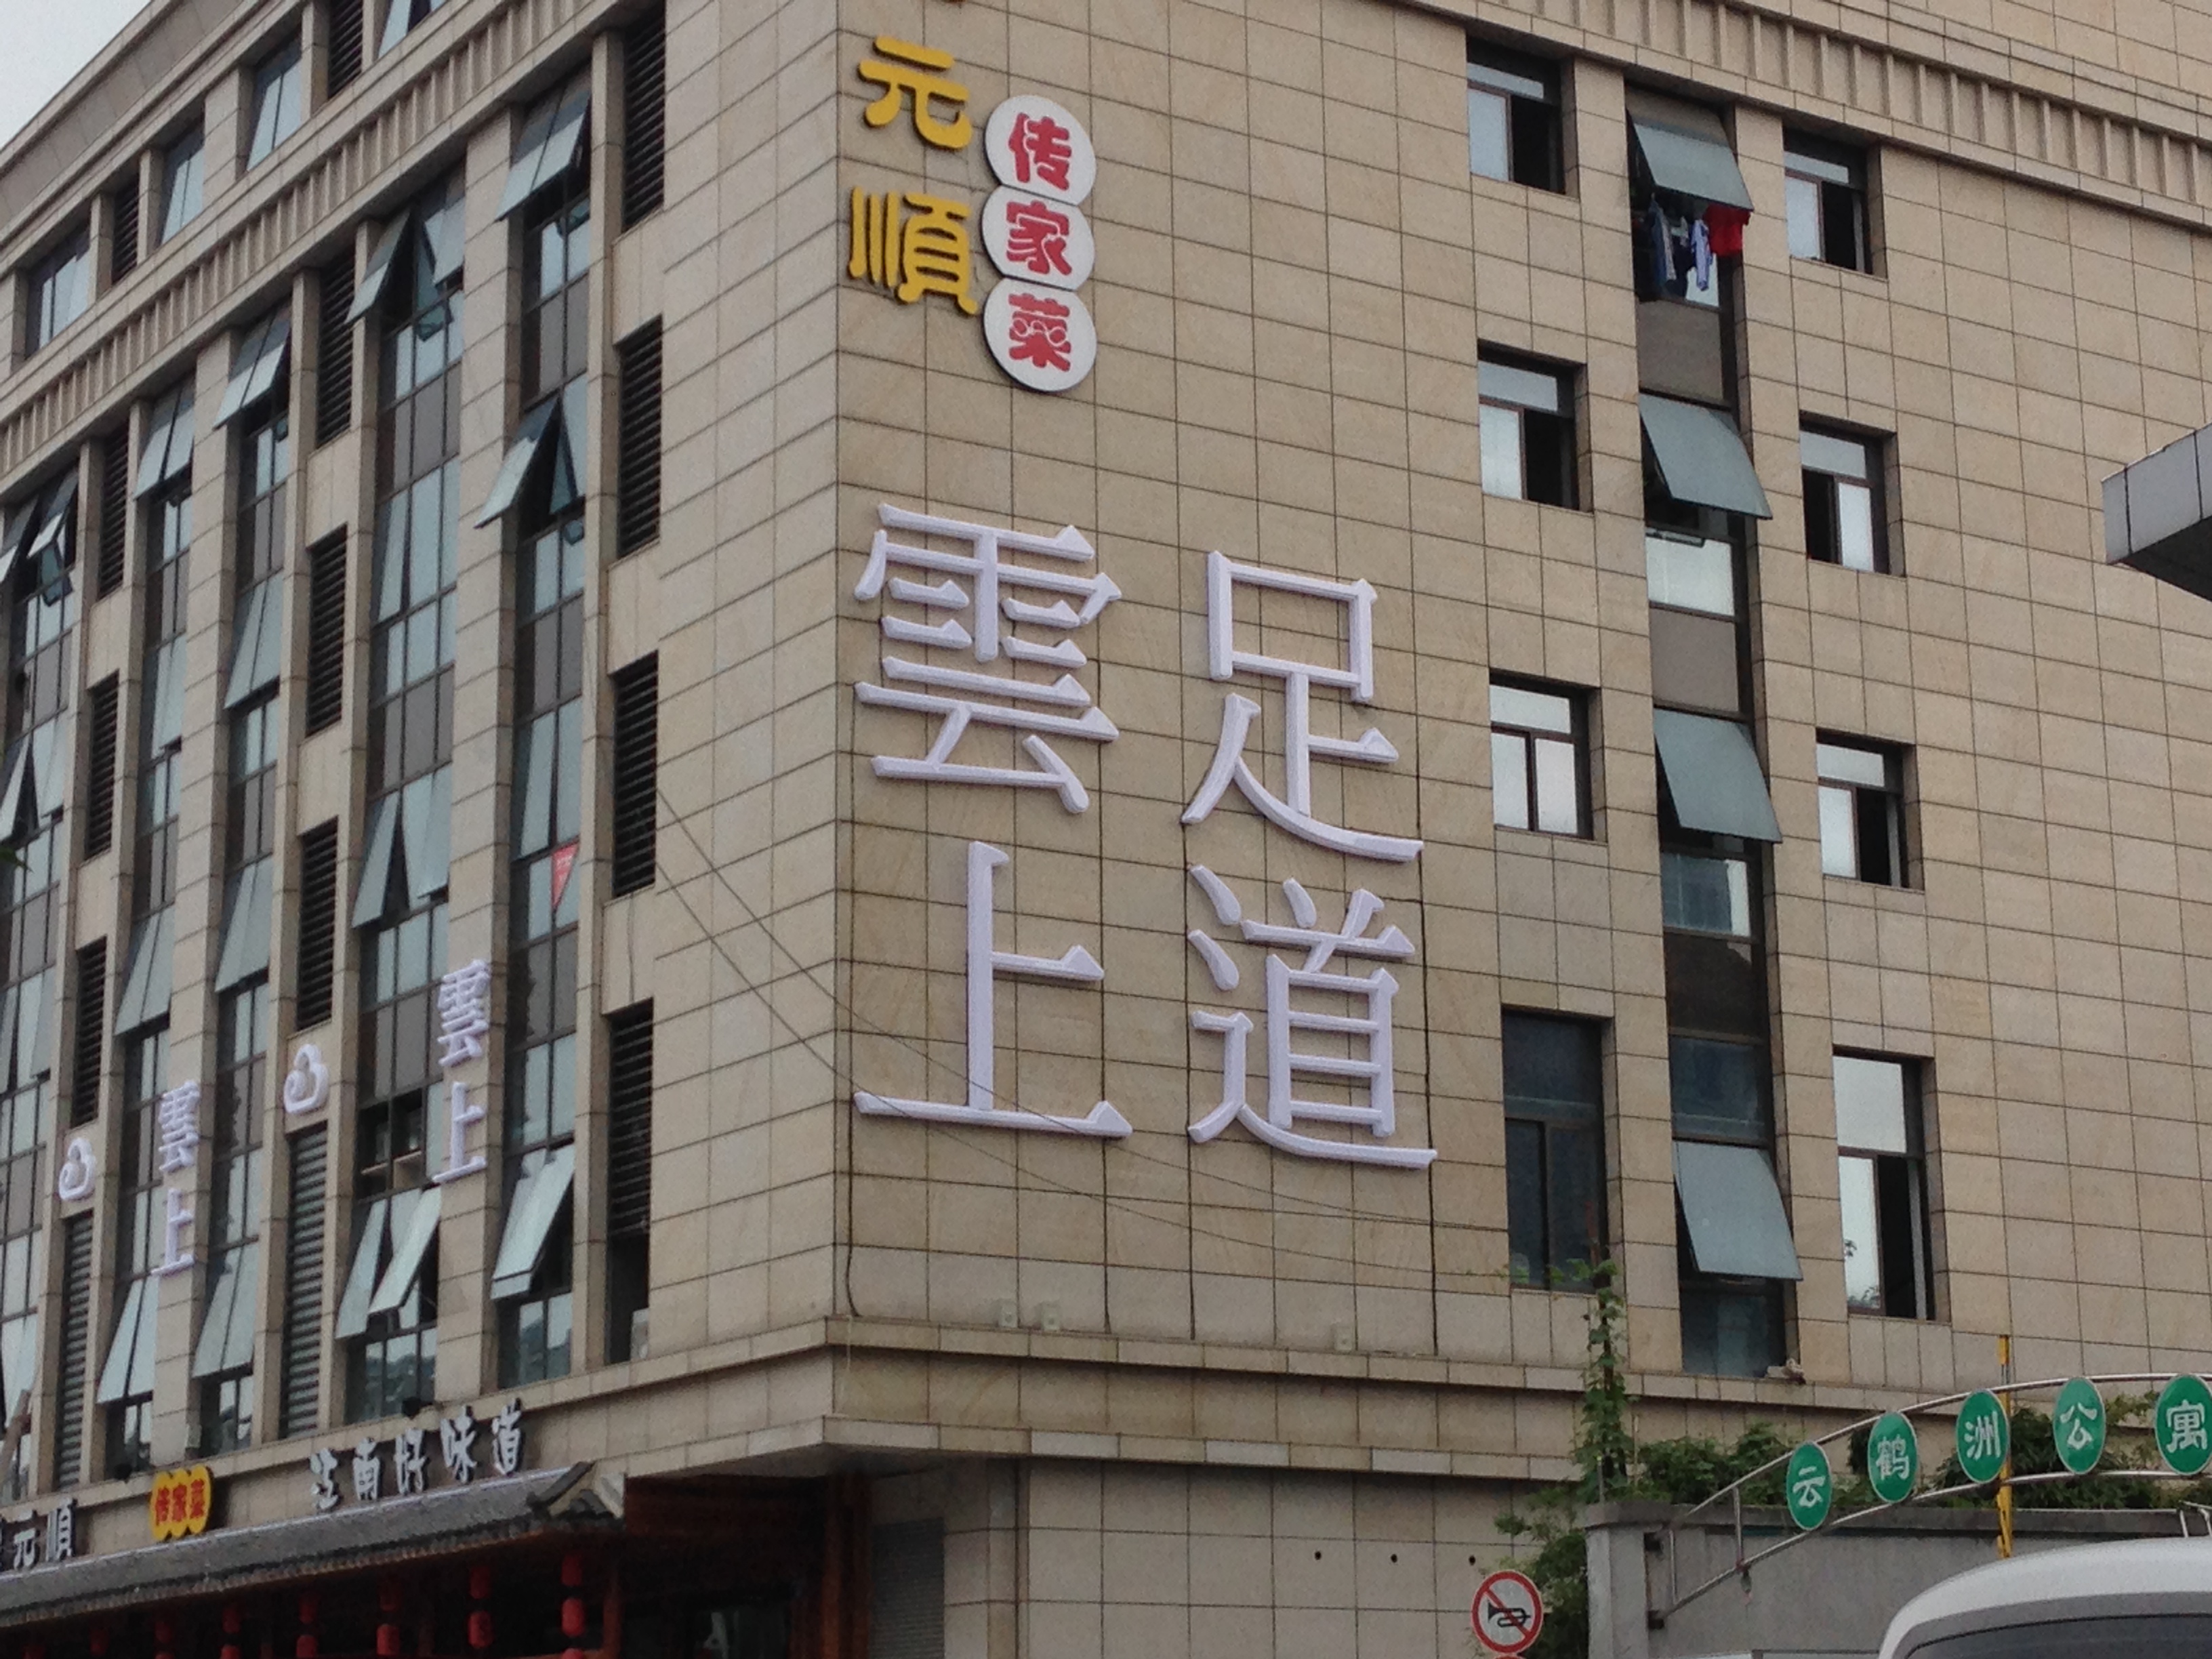 元順
传家菜
雲上
足道
雲上
雲上
江南好味道
传家菜
元順
云鹤洲公寓